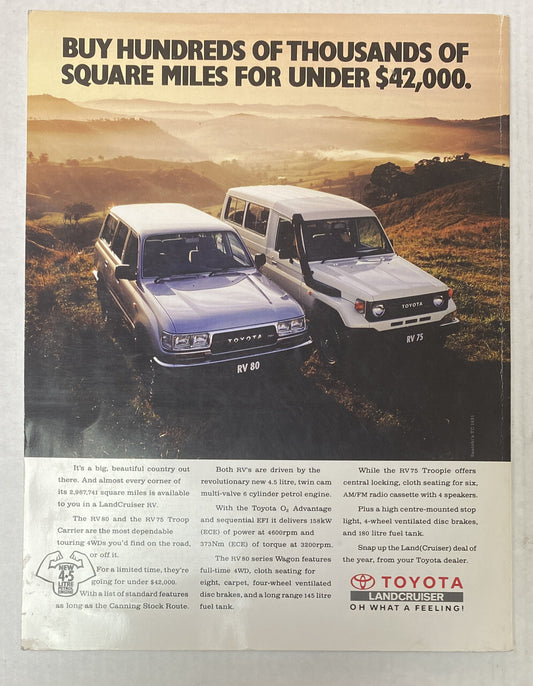 BUY HUNDREDS OF THOUSANDS OF
SQUARE MILES FOR UNDER $42,000.
TOYOTA
RV 80
TOYOTA
RV 75
It's a big, beautiful country out
there. And almost every corner of
its 2,967,741 square miles is available
to you in a LandCruiser RV.
The RV 80 and the RV 75 Troop
Carrier are the most dependable
touring 4WDs you'd find on the road,
or off it.
For a limited time, they're
going for under $42,000.
With a list of standard features
as long as the Canning Stock Route.
NEW
4.5
LITRE
PETROL
ENGINE
Both RV's are driven by the
revolutionary new 4.5 litre, twin cam
multi-valve 6 cylinder petrol engine.
With the Toyota O₂ Advantage
and sequential EFI it delivers 158kW
(ECE) of power at 4600rpm and
373Nm (ECE) of torque at 3200rpm.
The RV 80 series Wagon features
full-time 4WD, cloth seating for
eight, carpet, four-wheel ventilated
disc brakes, and a long range 145 litre
fuel tank.
While the RV 75 Troopie offers
central locking, cloth seating for six,
AM/FM radio cassette with 4 speakers.
Plus a high centre-mounted stop
light, 4-wheel ventilated disc brakes,
and 180 litre fuel tank.
Snap up the Land(Cruiser) deal of
the year, from your Toyota dealer.
TOYOTA
LANDCRUISER
OH WHAT A FEELING!